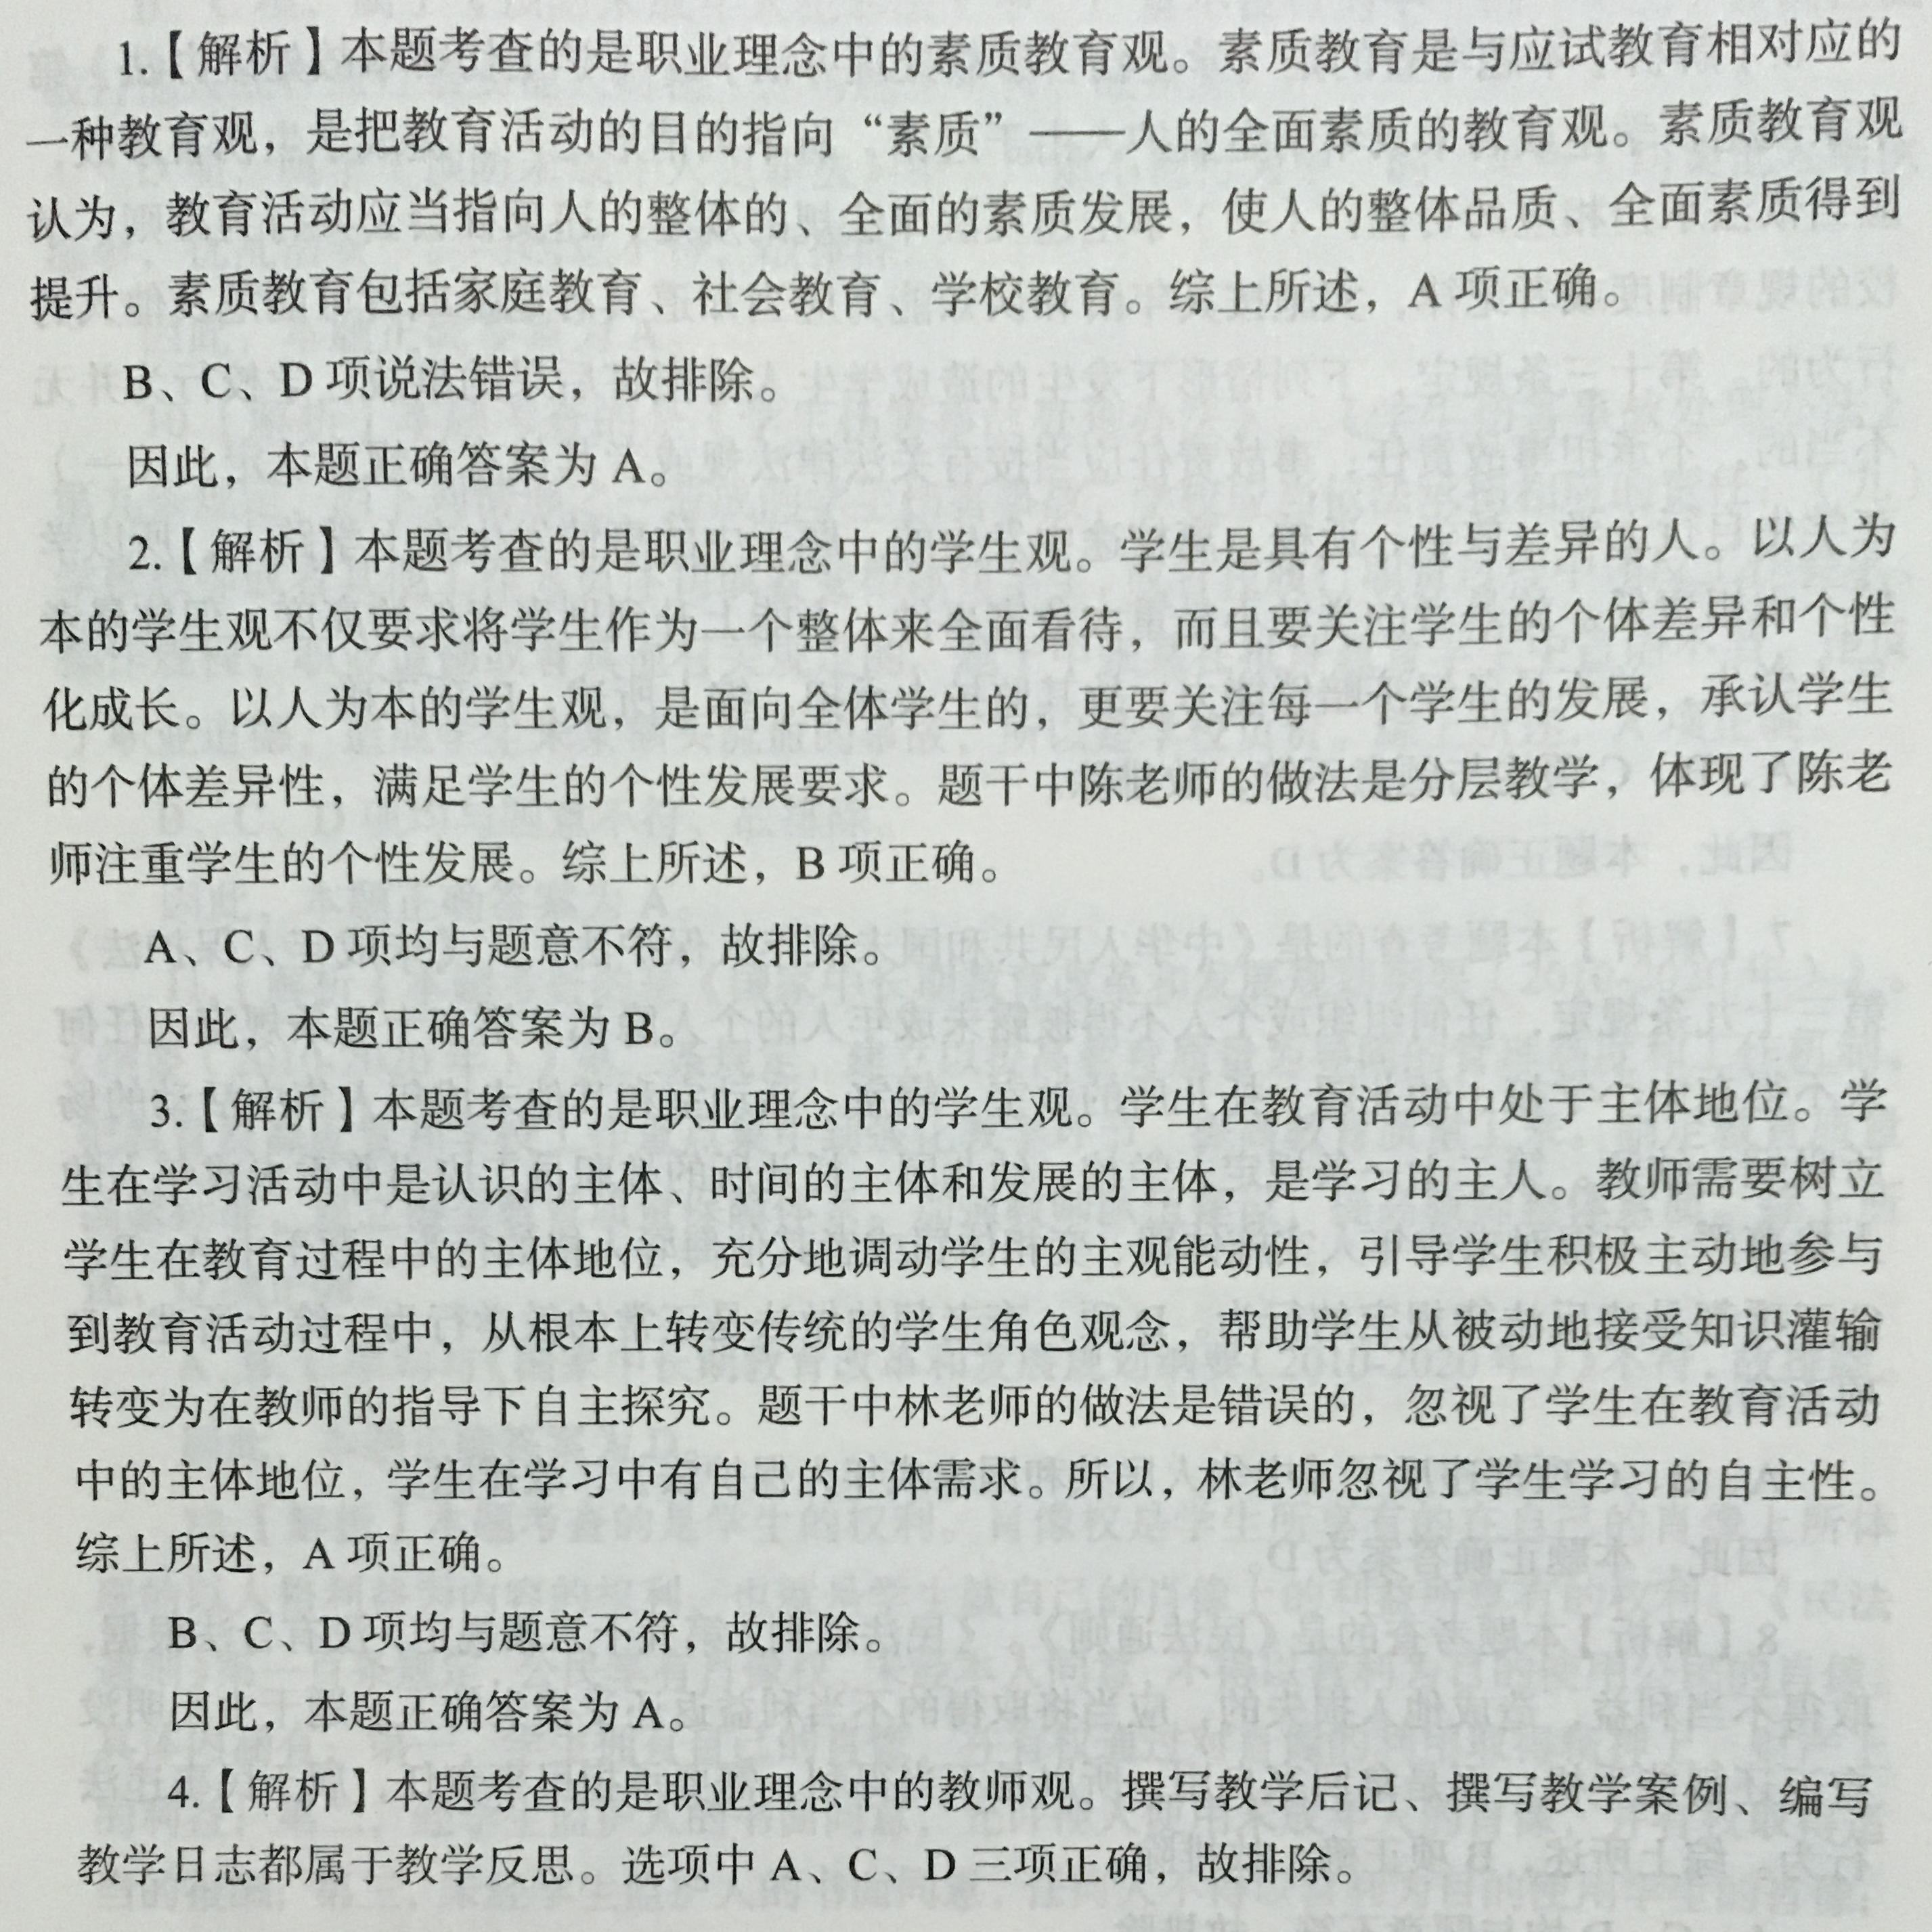 1.【解析】本题考查的是职业理念中的素质教育观。素质教育是与应试教育相对应的
一种教育观，是把教育活动的目的指向“素质”——人的全面素质的教育观。素质教育观
认为，教育活动应当指向人的整体的、全面的素质发展，使人的整体品质、全面素质得到
提升。素质教育包括家庭教育、社会教育、学校教育。综上所述，A 项正确。
B、C、D 项说法错误，故排除。
因此，本题正确答案为 A。
2.【解析】本题考查的是职业理念中的学生观。学生是具有个性与差异的人。以人为
本的学生观不仅要求将学生作为一个整体来全面看待，而且要关注学生的个体差异和个性
化成长。以人为本的学生观，是面向全体学生的，更要关注每一个学生的发展，承认学生
的个体差异性，满足学生的个性发展要求。题干中陈老师的做法是分层教学，体现了陈老
师注重学生的个性发展。综上所述，B 项正确。
A、C、D 项均与题意不符，故排除。
因此，本题正确答案为 B。
3.【解析】本题考查的是职业理念中的学生观。学生在教育活动中处于主体地位。学
生在学习活动中是认识的主体、时间的主体和发展的主体，是学习的主人。教师需要树立
学生在教育过程中的主体地位，充分地调动学生的主观能动性，引导学生积极主动地参与
到教育活动过程中，从根本上转变传统的学生角色观念，帮助学生从被动地接受知识灌输
转变为在教师的指导下自主探究。题干中林老师的做法是错误的，忽视了学生在教育活动
中的主体地位，学生在学习中有自己的主体需求。所以，林老师忽视了学生学习的自主性。
综上所述，A 项正确。
B、C、D 项均与题意不符，故排除。
因此，本题正确答案为 A。
4.【解析】本题考查的是职业理念中的教师观。撰写教学后记、撰写教学案例、编写
教学日志都属于教学反思。选项中 A、C、D 三项正确，故排除。